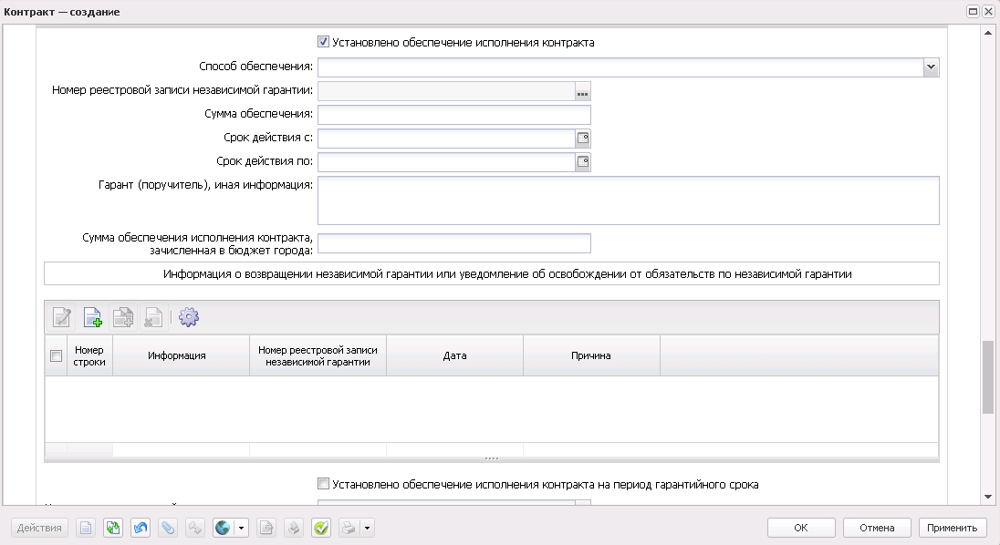 Контракт — создание
Установлено обеспечение исполнения контракта
Способ обеспечения:
Номер реестровой записи независимой гарантии:
Сумма обеспечения:
Срок действия с:
Срок действия по:
Гарант (поручитель), иная информация:
Сумма обеспечения исполнения контракта,
зачисленная в бюджет города:
Информация о возвращении независимой гарантии или уведомление об освобождении от обязательств по независимой гарантии
Номер
строки
Информация
Номер реестровой записи
независимой гарантии
Дата
Причина
Установлено обеспечение исполнения контракта на период гарантийного срока
Действия
ОК
Отмена
Применить